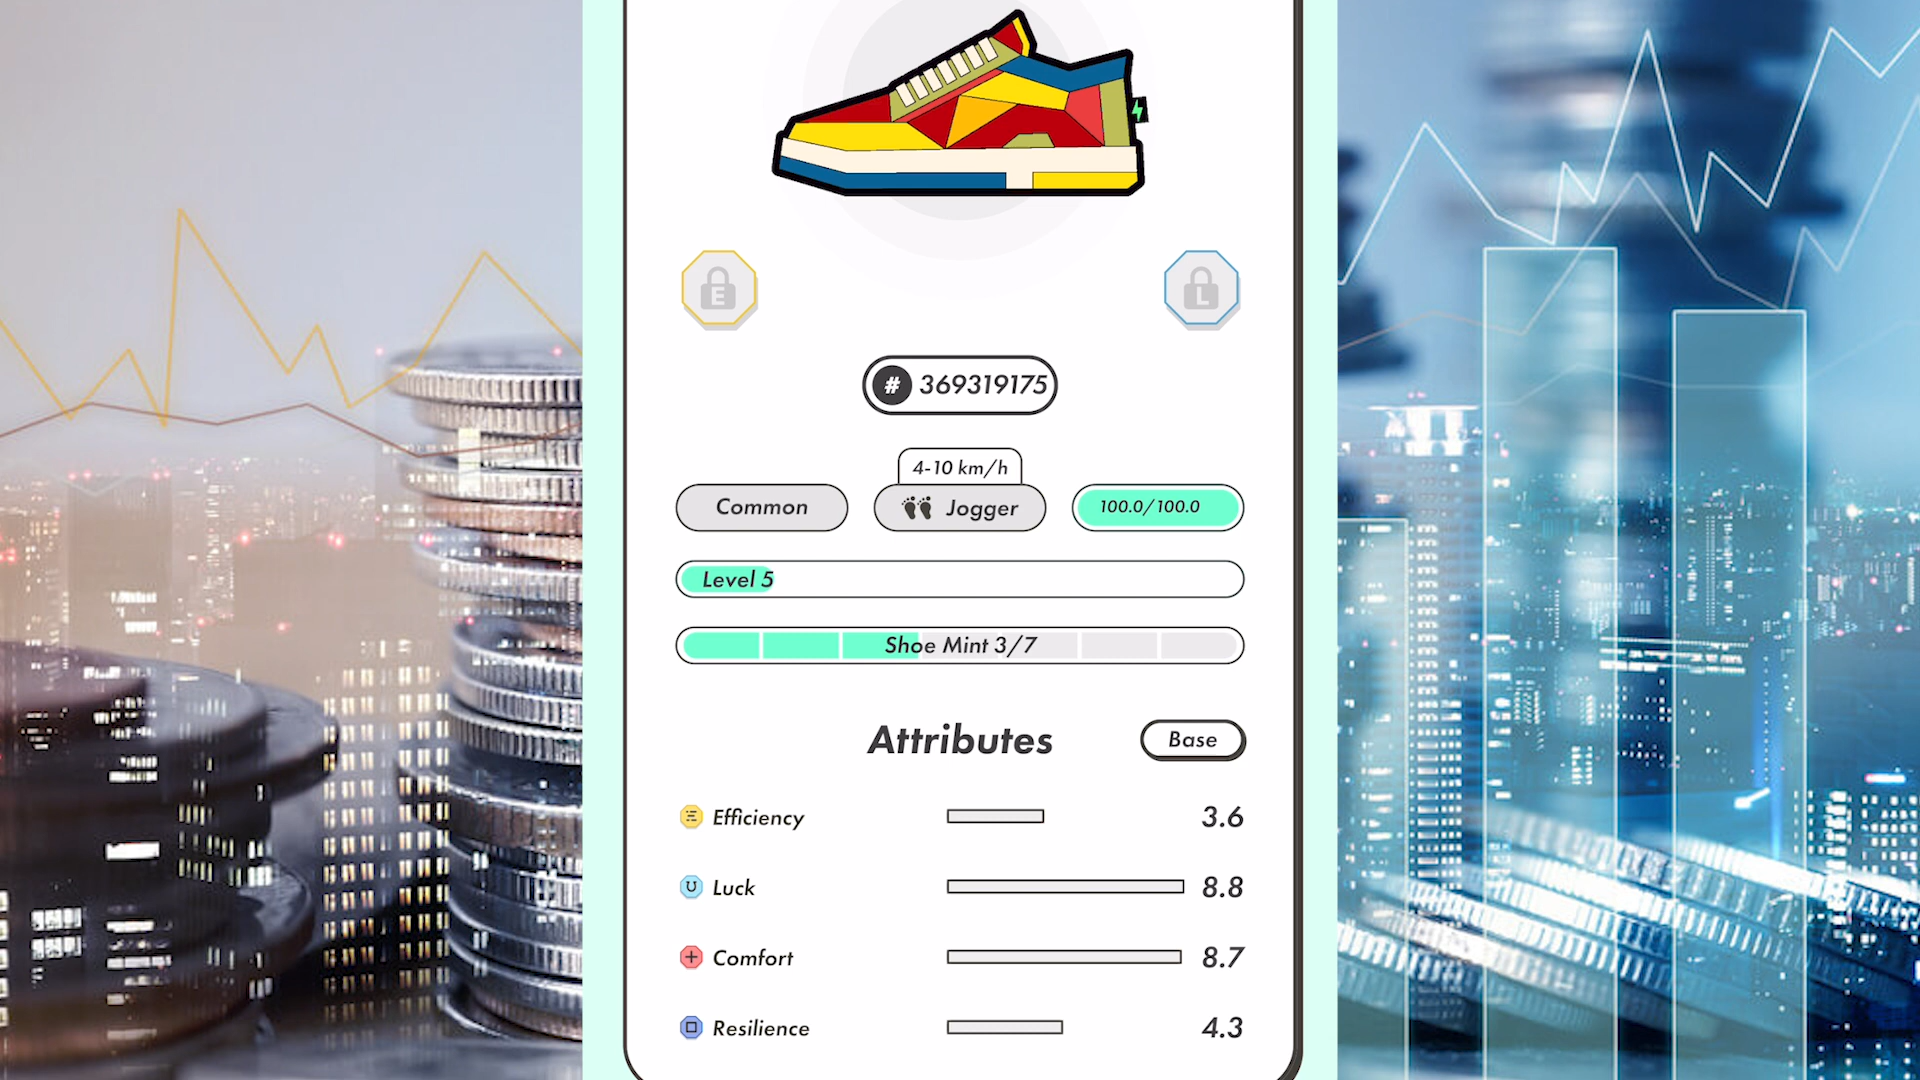 E
L
# 369319175
4-10 km/h
Common
Jogger
100.0/100.0
Level 5
Shoe Mint 3/7
Attributes
Base
Efficiency 3.6
Luck 8.8
Comfort 8.7
Resilience 4.3